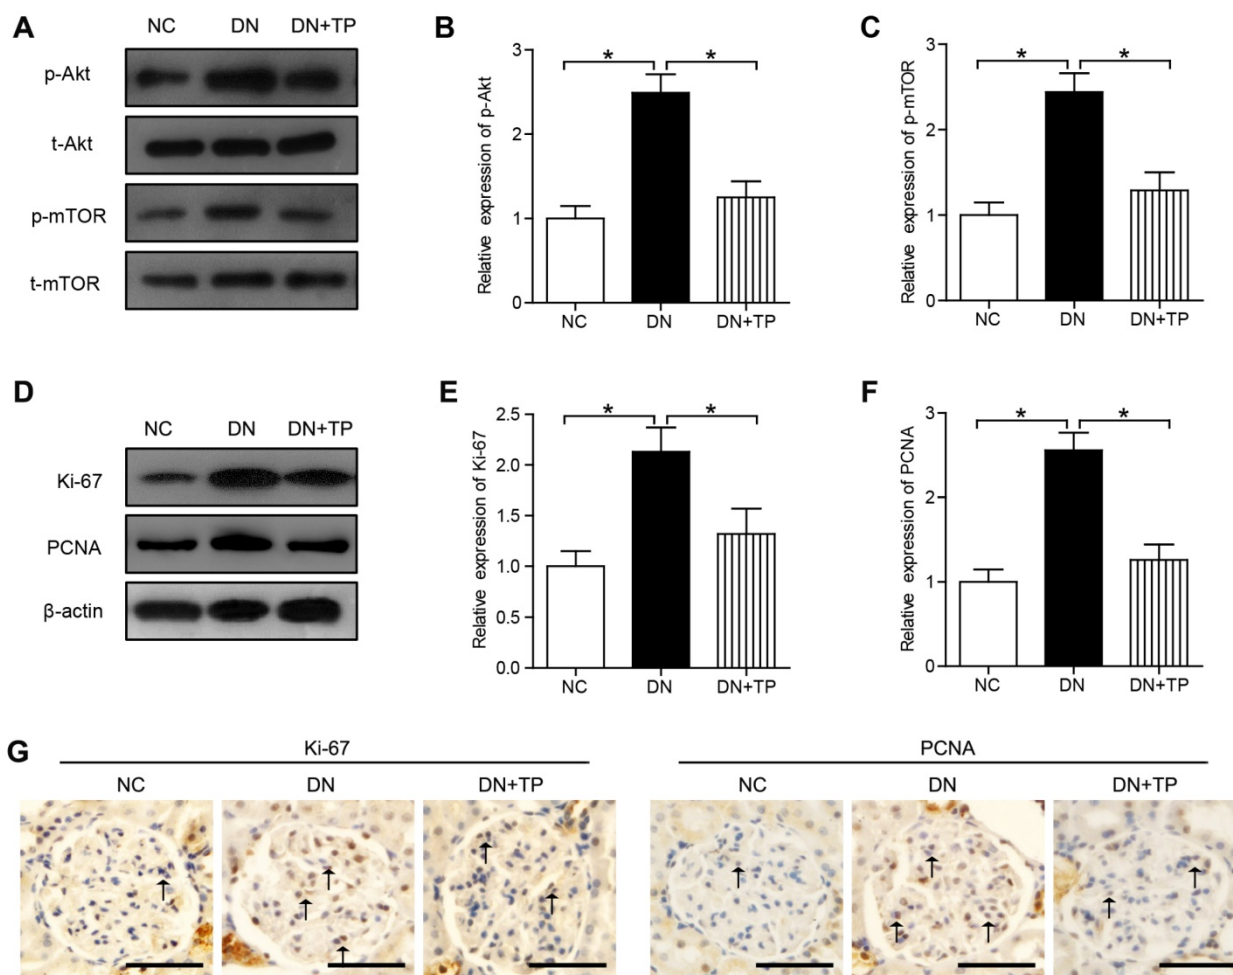 A
NC DN DN+TP
p-Akt
t-Akt
p-mTOR
t-mTOR
B
Relative expression of p-Akt
3
2
1
0
* *
NC DN DN+TP
C
Relative expression of p-mTOR
3
2
1
0
* *
NC DN DN+TP
D
NC DN DN+TP
Ki-67
PCNA
β-actin
E
Relative expression of Ki-67
2.5
2.0
1.5
1.0
0.5
0.0
* *
NC DN DN+TP
F
Relative expression of PCNA
3
2
1
0
* *
NC DN DN+TP
G
Ki-67
NC DN DN+TP
PCNA
NC DN DN+TP